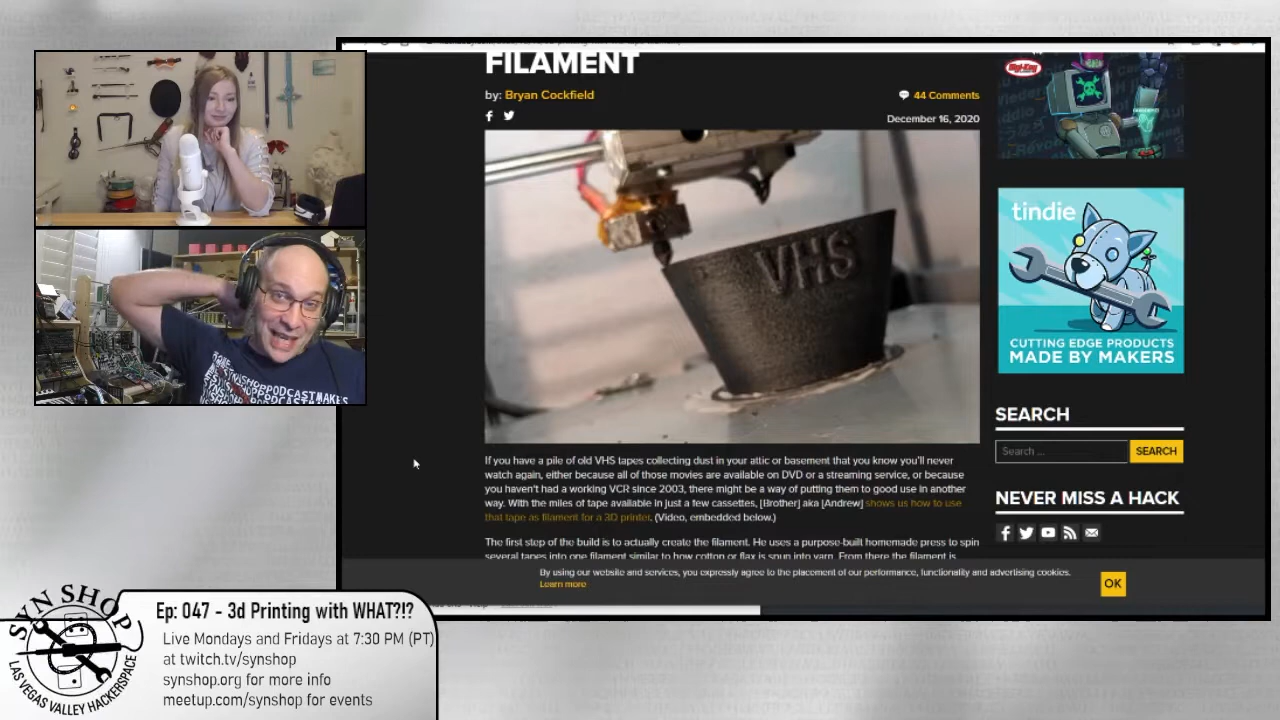 FILAMENT
by: Bryan Cockfield
44 Comments
December 16, 2020
VHS
If you have a pile of old VHS tapes collecting dust in your attic or basement that you know you'll never
watch again, either because all of those movies are available on DVD or a streaming service, or because
you haven't had a working VCR since 2003, there might be a way of putting them to good use in another
way. With the miles of tape available in just a few cassettes, [Brother] aka [Andrew] shows us how to use
that tape as filament for a 3D printer. (Video, embedded below.)
The first step of the build is to actually create the filament. He uses a purpose-built homemade press to spin
several tapes into one filament similar to how cotton or flax is spun into yarn. From there the filament is
Digi-Key
tindie
CUTTING EDGE PRODUCTS
MADE BY MAKERS
SEARCH
Search ...
SEARCH
NEVER MISS A HACK
By using our website and services, you expressly agree to the placement of our performance, functionality and advertising cookies.
Learn more
OK
SYN SHOP
LAS VEGAS VALLEY HACKERSPACE
Ep: 047 - 3d Printing with WHAT?!?
Live Mondays and Fridays at 7:30 PM (PT)
at twitch.tv/synshop
synshop.org for more info
meetup.com/synshop for events